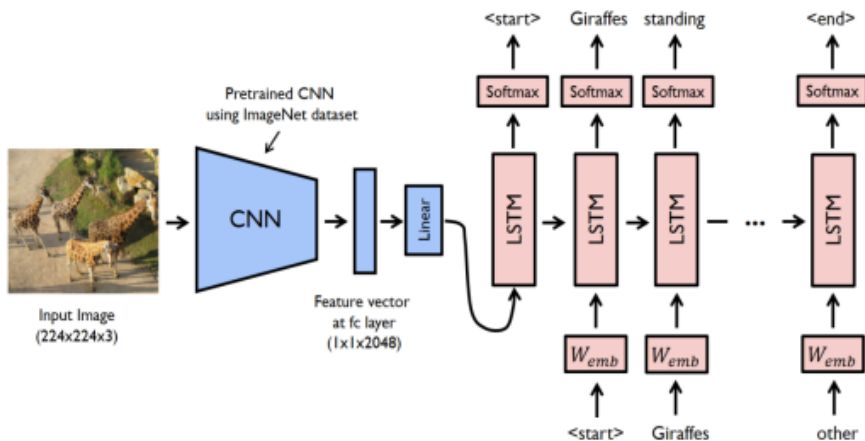 <start> Giraffes standing <end>
Softmax Softmax Softmax Softmax
Pretrained CNN
using ImageNet dataset
CNN
Linear
LSTM LSTM LSTM ... LSTM
Feature vector
at fc layer
(1x1x2048)
Input Image
(224x224x3)
W_emb W_emb W_emb
<start> Giraffes other